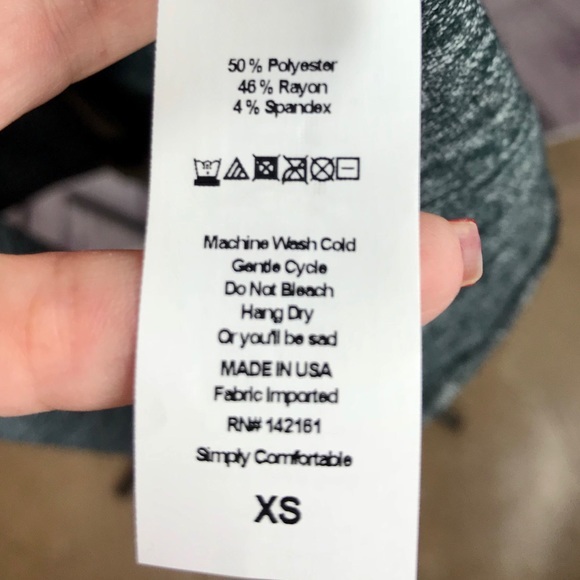 50% Polyester
46% Rayon
4% Spandex
Machine Wash Cold
Gentle Cycle
Do Not Bleach
Hang Dry
Or you'll be sad
MADE IN USA
Fabric Imported
RN# 142161
Simply Comfortable
XS